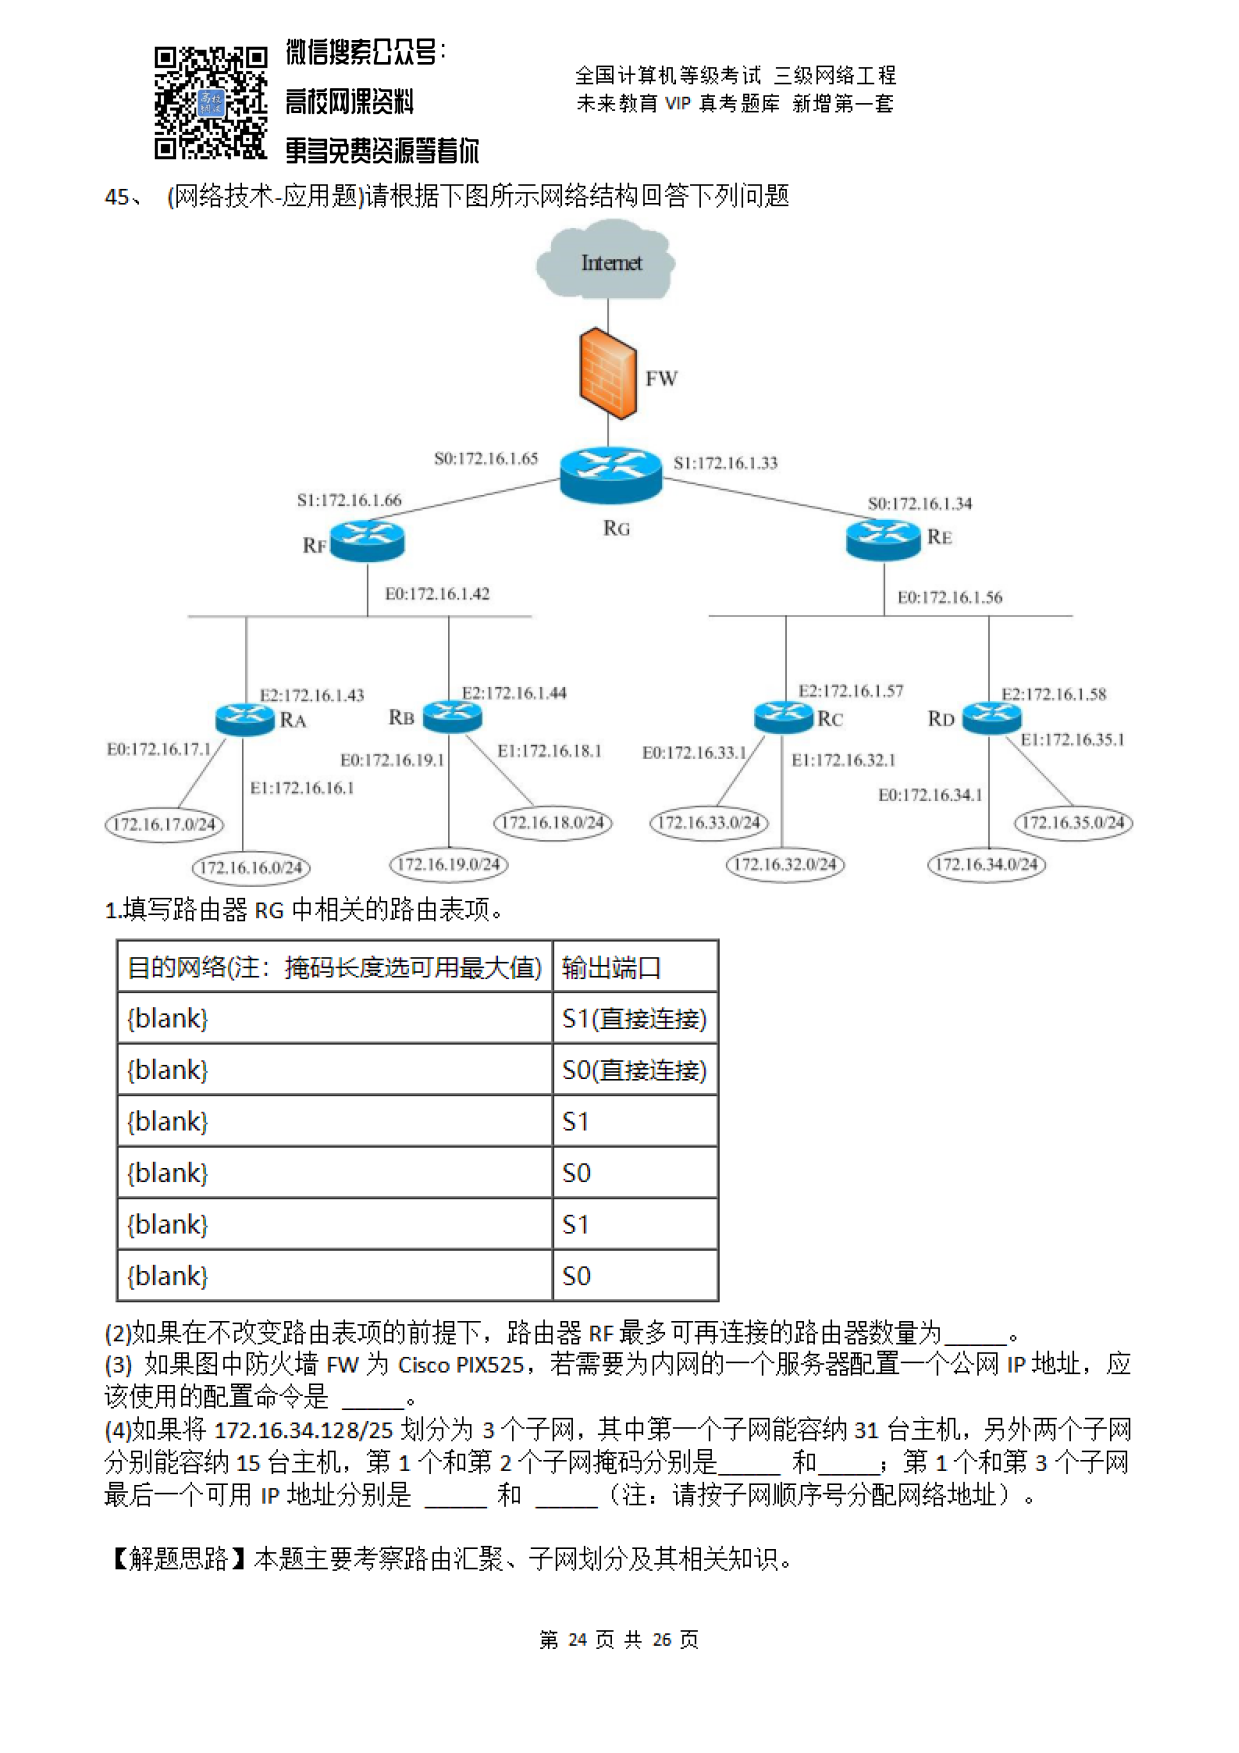 微信搜索公众号：
高校网课资料
更多免费资源等着你
高校
网课
全国计算机等级考试 三级网络工程
未来教育 VIP 真考题库 新增第一套
45、 (网络技术-应用题)请根据下图所示网络结构回答下列问题
Internet
FW
S0:172.16.1.65
S1:172.16.1.33
S1:172.16.1.66
S0:172.16.1.34
RG
RF
RE
E0:172.16.1.42
E0:172.16.1.56
E2:172.16.1.43
E2:172.16.1.44
E2:172.16.1.57
E2:172.16.1.58
RA
RB
RC
RD
E0:172.16.17.1
E0:172.16.19.1
E1:172.16.18.1
E0:172.16.33.1
E1:172.16.32.1
E1:172.16.35.1
E1:172.16.16.1
E0:172.16.34.1
172.16.17.0/24
172.16.18.0/24
172.16.33.0/24
172.16.35.0/24
172.16.16.0/24
172.16.19.0/24
172.16.32.0/24
172.16.34.0/24
1.填写路由器 RG 中相关的路由表项。
目的网络(注：掩码长度选可用最大值) 输出端口
{blank} S1(直接连接)
{blank} S0(直接连接)
{blank} S1
{blank} S0
{blank} S1
{blank} S0
(2)如果在不改变路由表项的前提下，路由器 RF 最多可再连接的路由器数量为_____。
(3) 如果图中防火墙 FW 为 Cisco PIX525，若需要为内网的一个服务器配置一个公网 IP 地址，应
该使用的配置命令是 _____。
(4)如果将 172.16.34.128/25 划分为 3 个子网，其中第一个子网能容纳 31 台主机，另外两个子网
分别能容纳 15 台主机，第 1 个和第 2 个子网掩码分别是_____ 和_____；第 1 个和第 3 个子网
最后一个可用 IP 地址分别是 _____ 和 _____（注：请按子网顺序号分配网络地址）。
【解题思路】本题主要考察路由汇聚、子网划分及其相关知识。
第 24 页 共 26 页